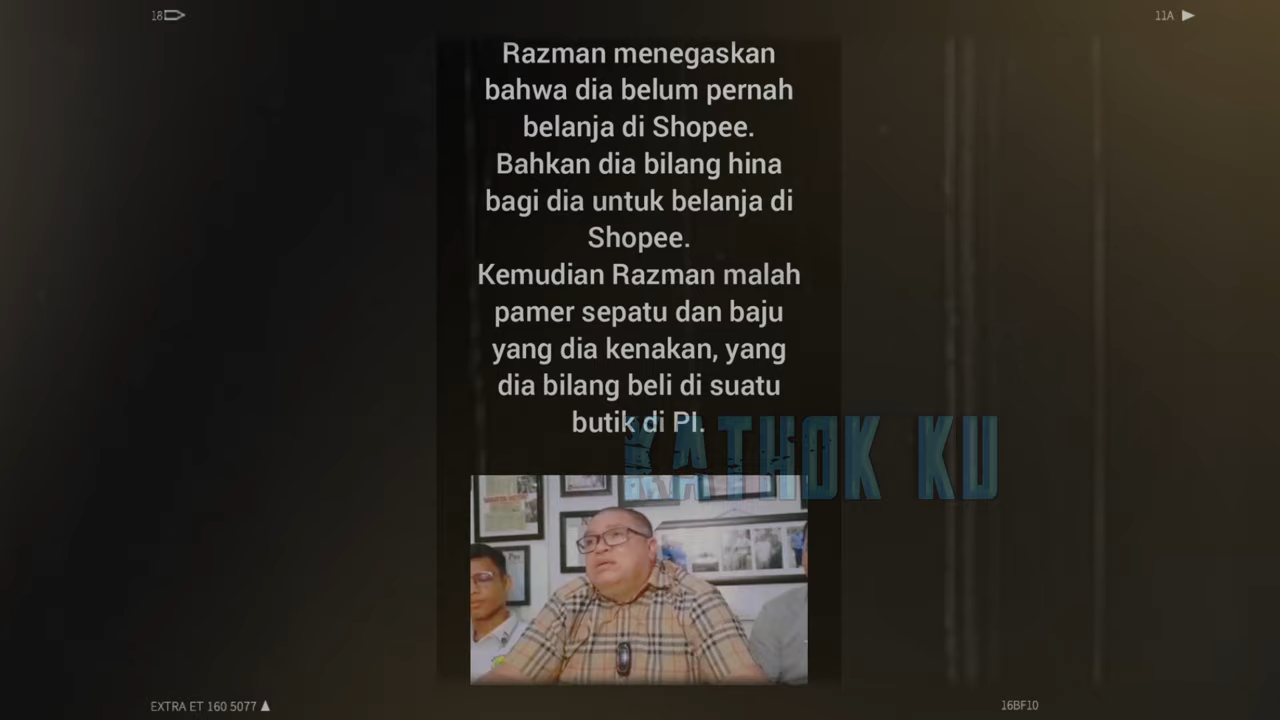 18
11A
Razman menegaskan
bahwa dia belum pernah
belanja di Shopee.
Bahkan dia bilang hina
bagi dia untuk belanja di
Shopee.
Kemudian Razman malah
pamer sepatu dan baju
yang dia kenakan, yang
dia bilang beli di suatu
butik di PI.
KATHOK KU
EXTRA ET 160 5077
16BF10